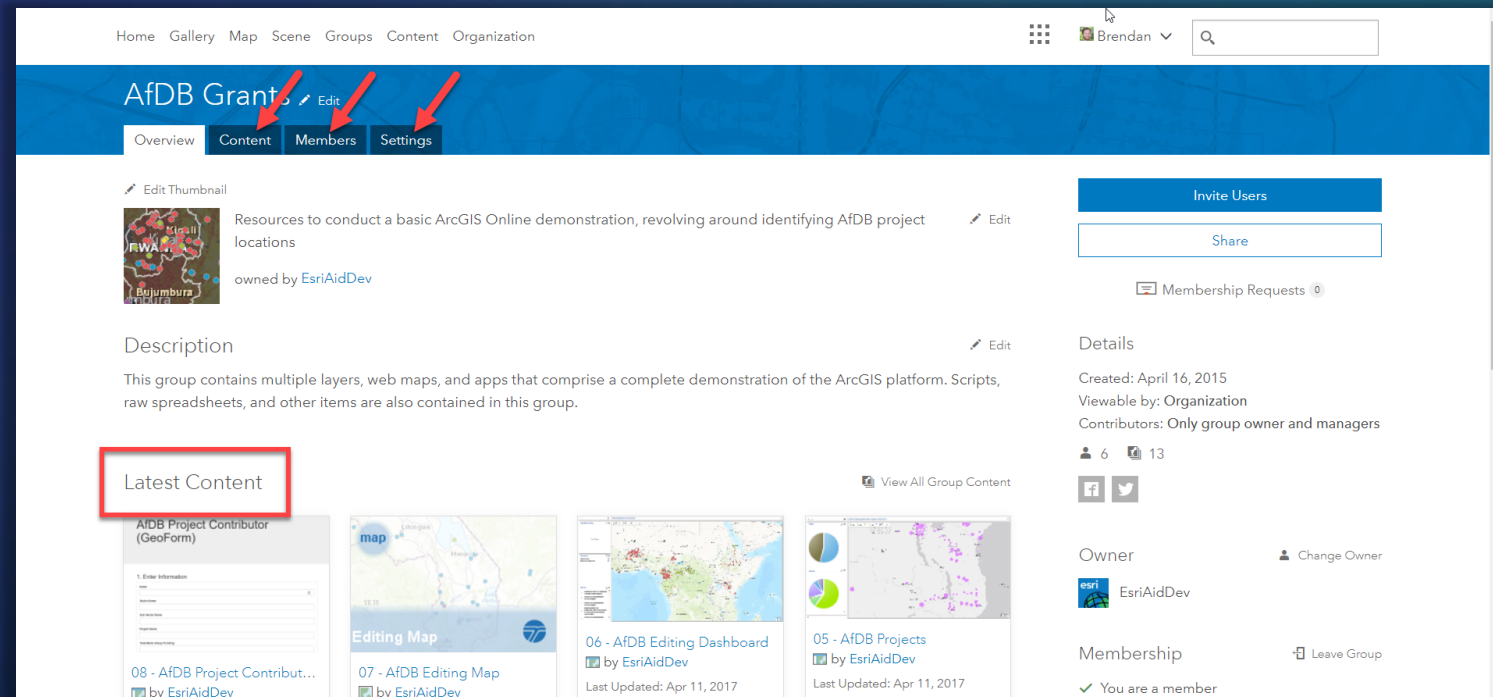 Home Gallery Map Scene Groups Content Organization
Brendan
AfDB Grants Edit
Overview Content Members Settings
Edit Thumbnail
Invite Users
Resources to conduct a basic ArcGIS Online demonstration, revolving around identifying AfDB project
locations
Edit
owned by EsriAidDev
Kigali
Bujumbura
Share
Membership Requests 0
Description
Edit
This group contains multiple layers, web maps, and apps that comprise a complete demonstration of the ArcGIS platform. Scripts,
raw spreadsheets, and other items are also contained in this group.
Details
Created: April 16, 2015
Viewable by: Organization
Contributors: Only group owner and managers
6 13
Latest Content
View All Group Content
AfDB Project Contributor
(GeoForm)
1. Enter Information
map
Editing Map
08 - AfDB Project Contribut...
by EsriAidDev
07 - AfDB Editing Map
by EsriAidDev
06 - AfDB Editing Dashboard
by EsriAidDev
Last Updated: Apr 11, 2017
05 - AfDB Projects
by EsriAidDev
Last Updated: Apr 11, 2017
Owner
Change Owner
esri
EsriAidDev
Membership
Leave Group
You are a member